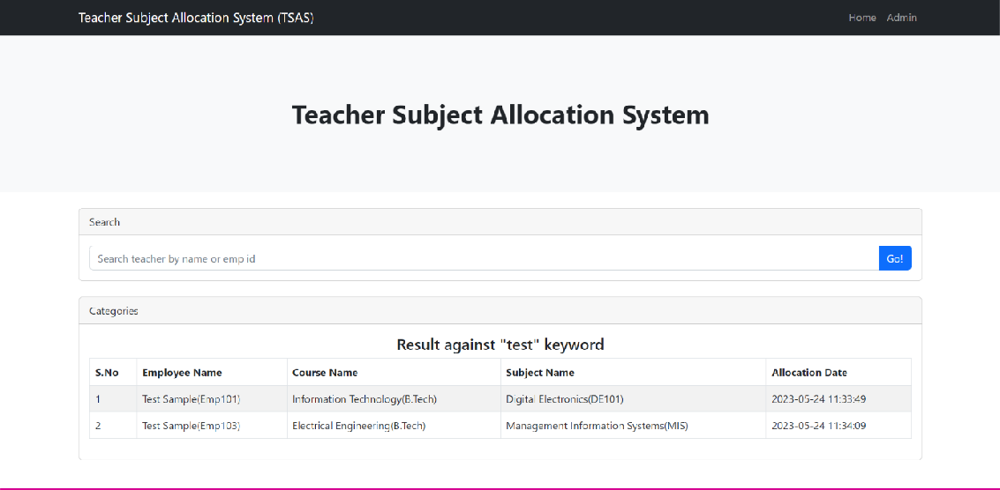 Teacher Subject Allocation System (TSAS) Home Admin
Teacher Subject Allocation System
Search
Search teacher by name or emp id Go!
Categories
Result against "test" keyword
S.No Employee Name Course Name Subject Name Allocation Date
1 Test Sample(Emp101) Information Technology(B.Tech) Digital Electronics(DE101) 2023-05-24 11:33:49
2 Test Sample(Emp103) Electrical Engineering(B.Tech) Management Information Systems(MIS) 2023-05-24 11:34:09